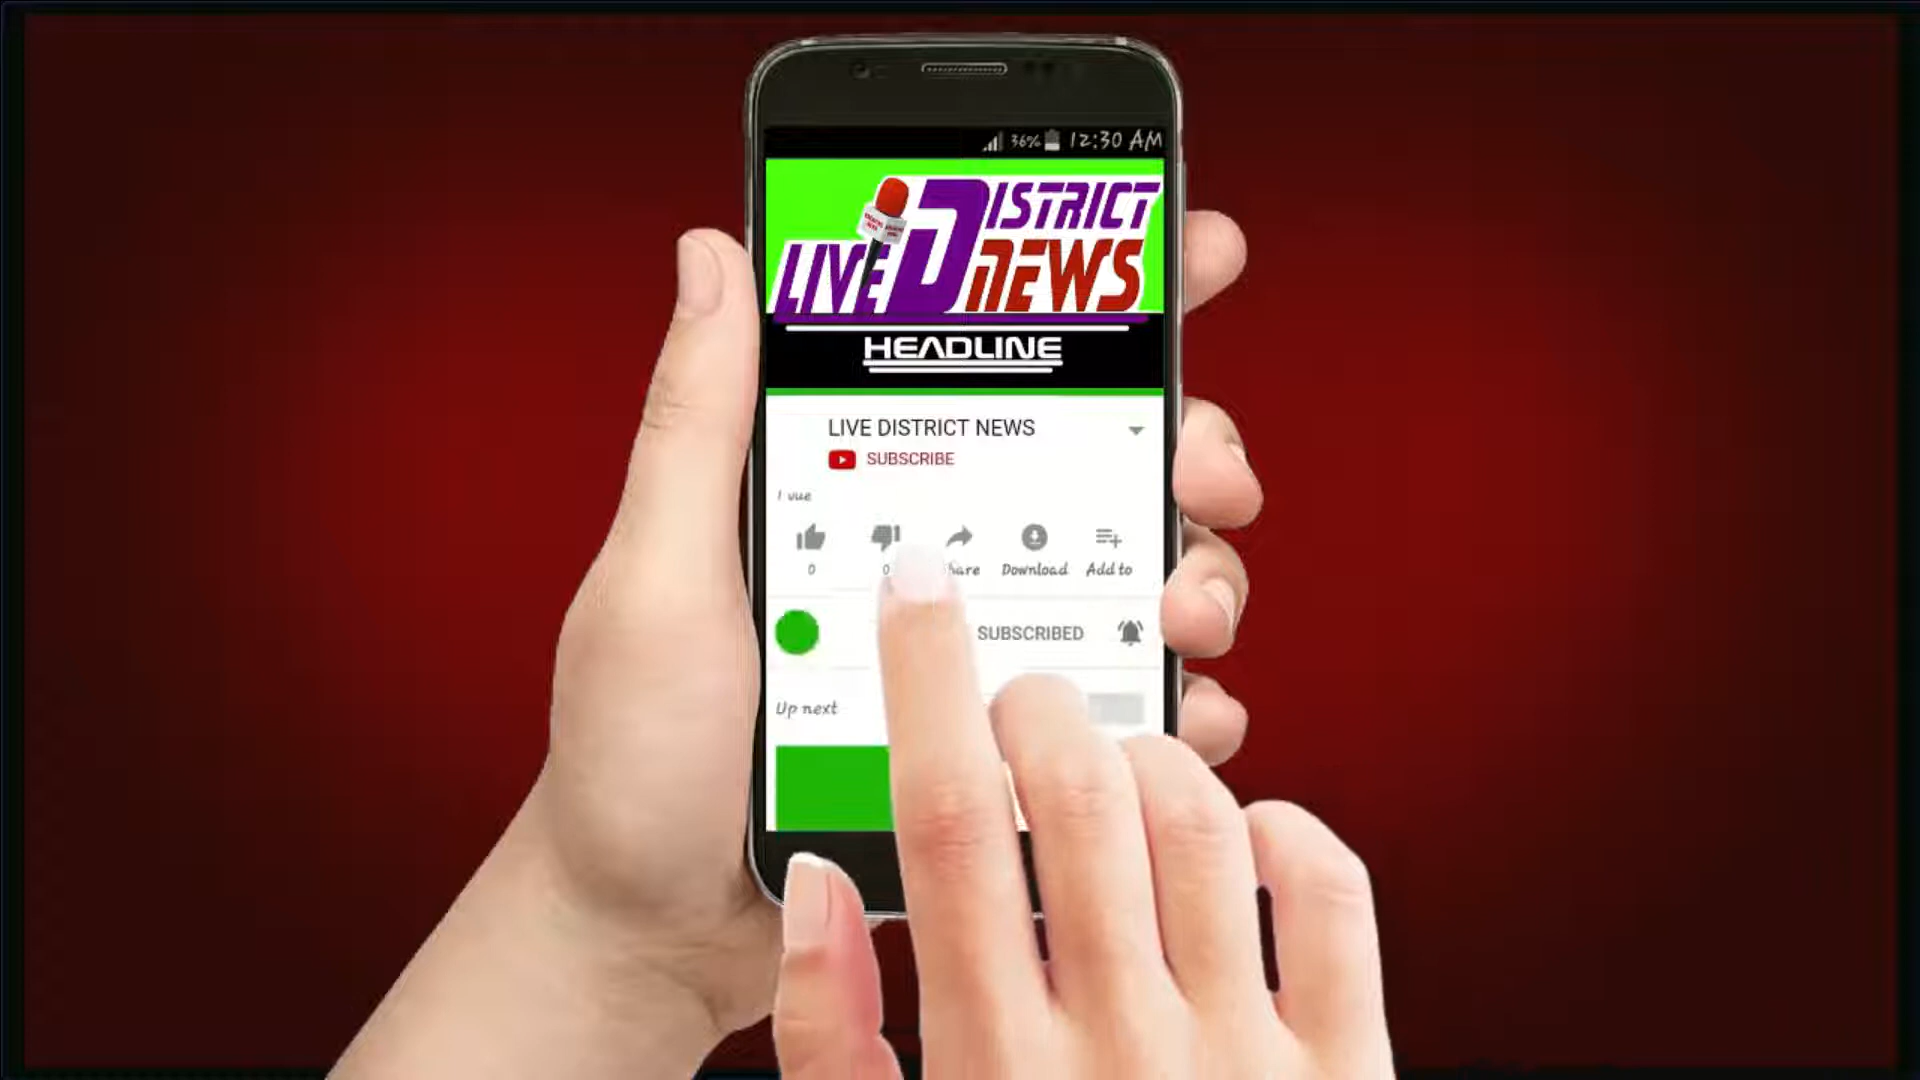 36% 12:30 AM
LIVE DISTRICT NEWS
HEADLINE
LIVE DISTRICT NEWS
SUBSCRIBE
1 vue
0 0 hare Download Add to
SUBSCRIBED
Up next